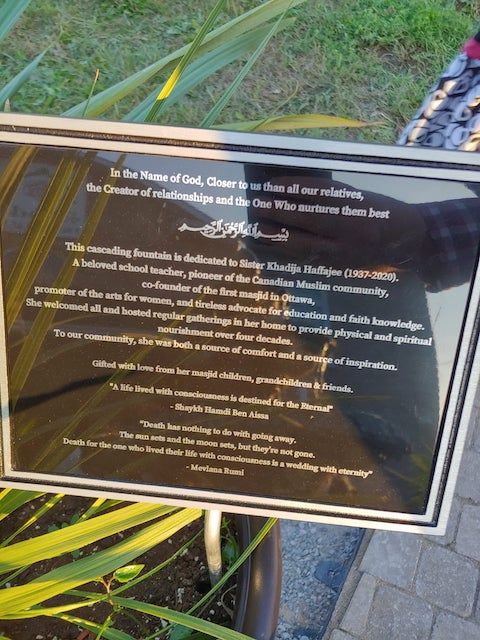 In the Name of God, Closer to us than all our relatives,
the Creator of relationships and the One Who nurtures them best
بسم الله الرحمن الرحيم
This cascading fountain is dedicated to Sister Khadija Haffajee (1937-2020).
A beloved school teacher, pioneer of the Canadian Muslim community,
co-founder of the first masjid in Ottawa,
promoter of the arts for women, and tireless advocate for education and faith knowledge.
She welcomed all and hosted regular gatherings in her home to provide physical and spiritual
nourishment over four decades.
To our community, she was both a source of comfort and a source of inspiration.
Gifted with love from her masjid children, grandchildren & friends.
"A life lived with consciousness is destined for the Eternal"
- Shaykh Hamdi Ben Aissa
"Death has nothing to do with going away.
The sun sets and the moon sets, but they're not gone.
Death for the one who lived their life with consciousness is a wedding with eternity"
- Mevlana Rumi